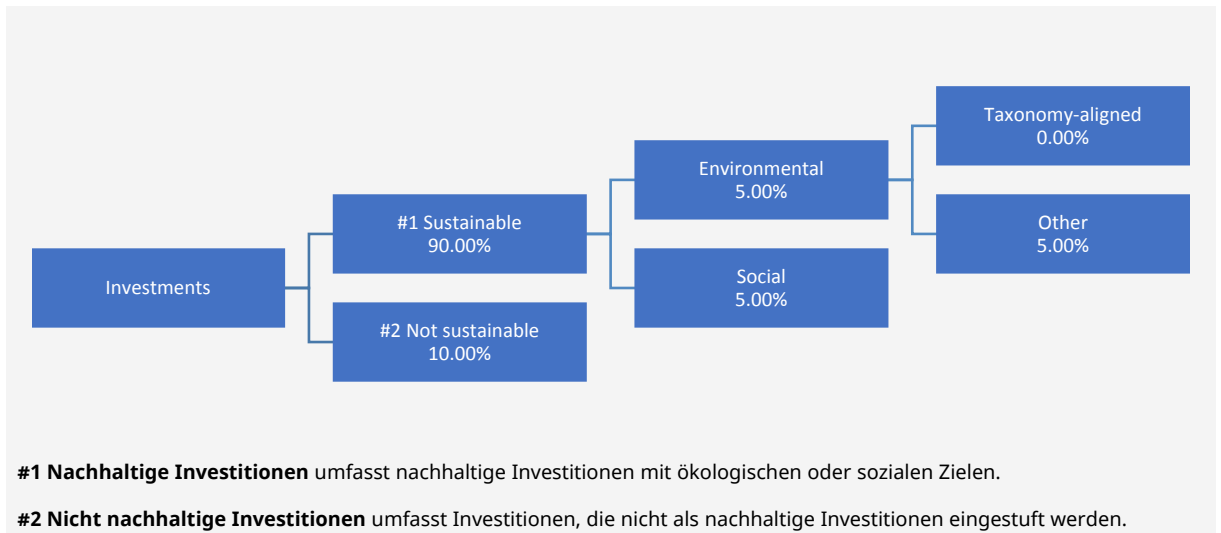 Taxonomy-aligned
0.00%
Environmental
5.00%
#1 Sustainable
90.00%
Other
5.00%
Investments
Social
5.00%
#2 Not sustainable
10.00%
#1 Nachhaltige Investitionen umfasst nachhaltige Investitionen mit ökologischen oder sozialen Zielen.
#2 Nicht nachhaltige Investitionen umfasst Investitionen, die nicht als nachhaltige Investitionen eingestuft werden.